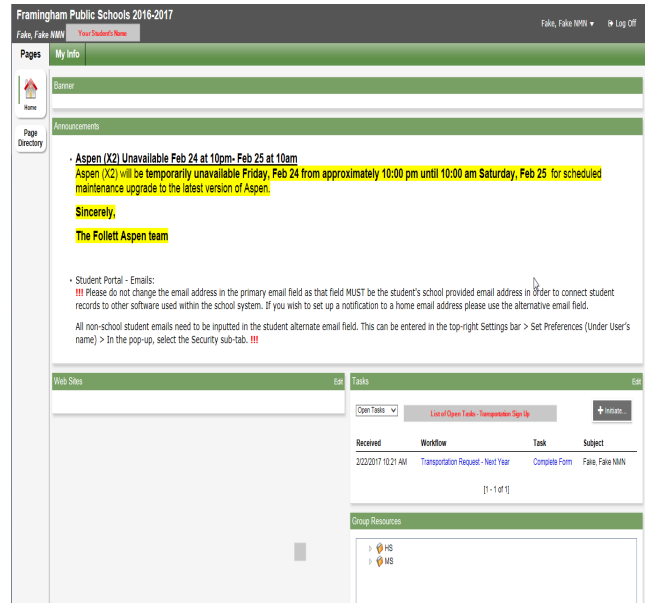 Framingham Public Schools 2016-2017
Fake, Fake NMN Your Student's Name
Fake, Fake NMN ▾ Log Off
Pages My Info
Home
Page
Directory
Banner
Announcements
• Aspen (X2) Unavailable Feb 24 at 10pm- Feb 25 at 10am
Aspen (X2) will be temporarily unavailable Friday, Feb 24 from approximately 10:00 pm until 10:00 am Saturday, Feb 25 for scheduled
maintenance upgrade to the latest version of Aspen.
Sincerely,
The Follett Aspen team
• Student Portal - Emails:
!!! Please do not change the email address in the primary email field as that field MUST be the student's school provided email address in order to connect student
records to other software used within the school system. If you wish to set up a notification to a home email address please use the alternative email field.
All non-school student emails need to be inputted in the student alternate email field. This can be entered in the top-right Settings bar > Set Preferences (Under User's
name) > In the pop-up, select the Security sub-tab. !!!
Web Sites Edit
Tasks Edit
Open Tasks List of Open Tasks - Transportation Sign Up + Initiate...
Received Workflow Task Subject
2/22/2017 10:21 AM Transportation Request - Next Year Complete Form Fake, Fake NMN
[1 - 1 of 1]
Group Resources
HS
MS